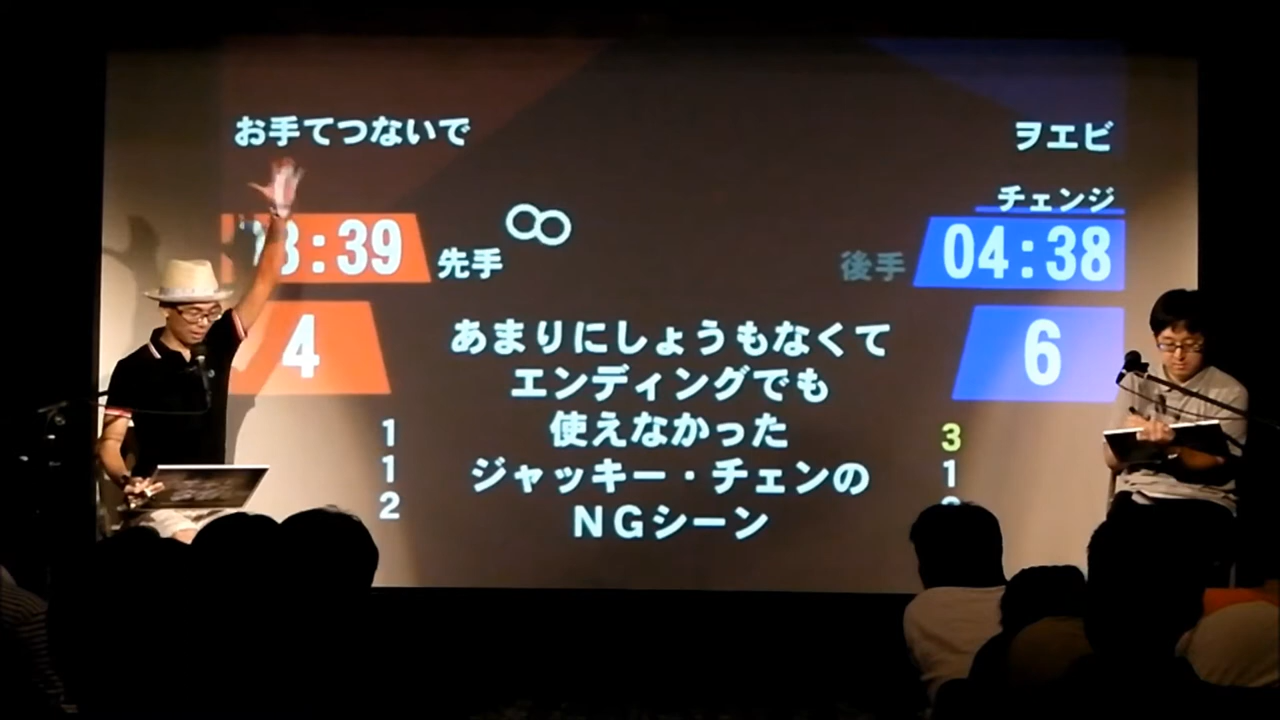 お手てつないで
ヲエビ
チェンジ
:39
先手
後手
04:38
4
6
あまりにしょうもなくて
エンディングでも
使えなかった
ジャッキー・チェンの
NGシーン
1
1
2
3
1